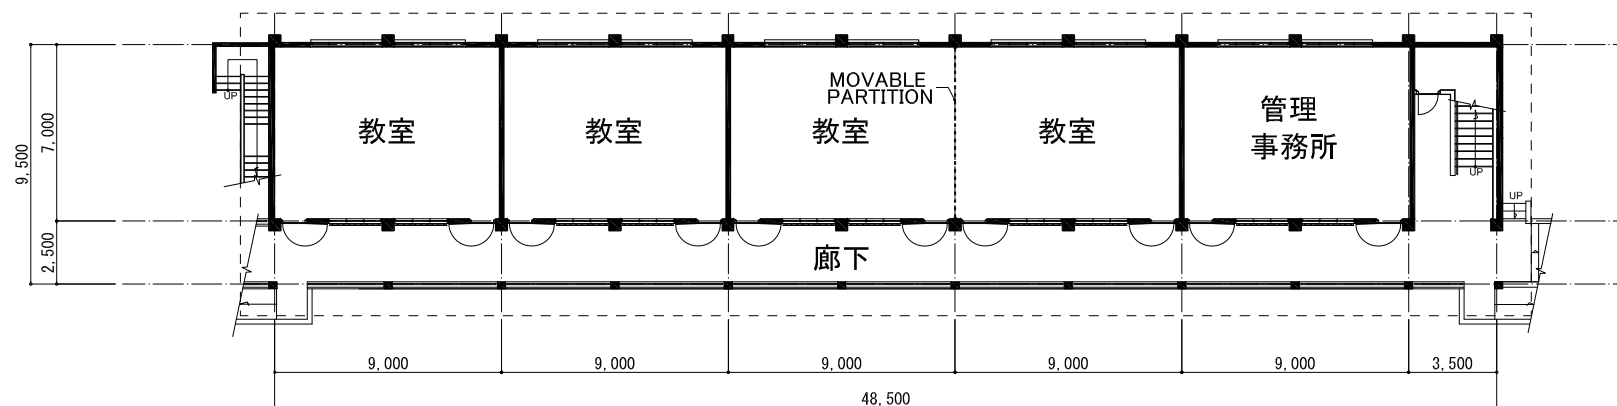 MOVABLE
PARTITION
教室
教室
教室
教室
管理
事務所
廊下
UP
UP
UP
9,500
7,000
2,500
9,000
9,000
9,000
9,000
9,000
3,500
48,500